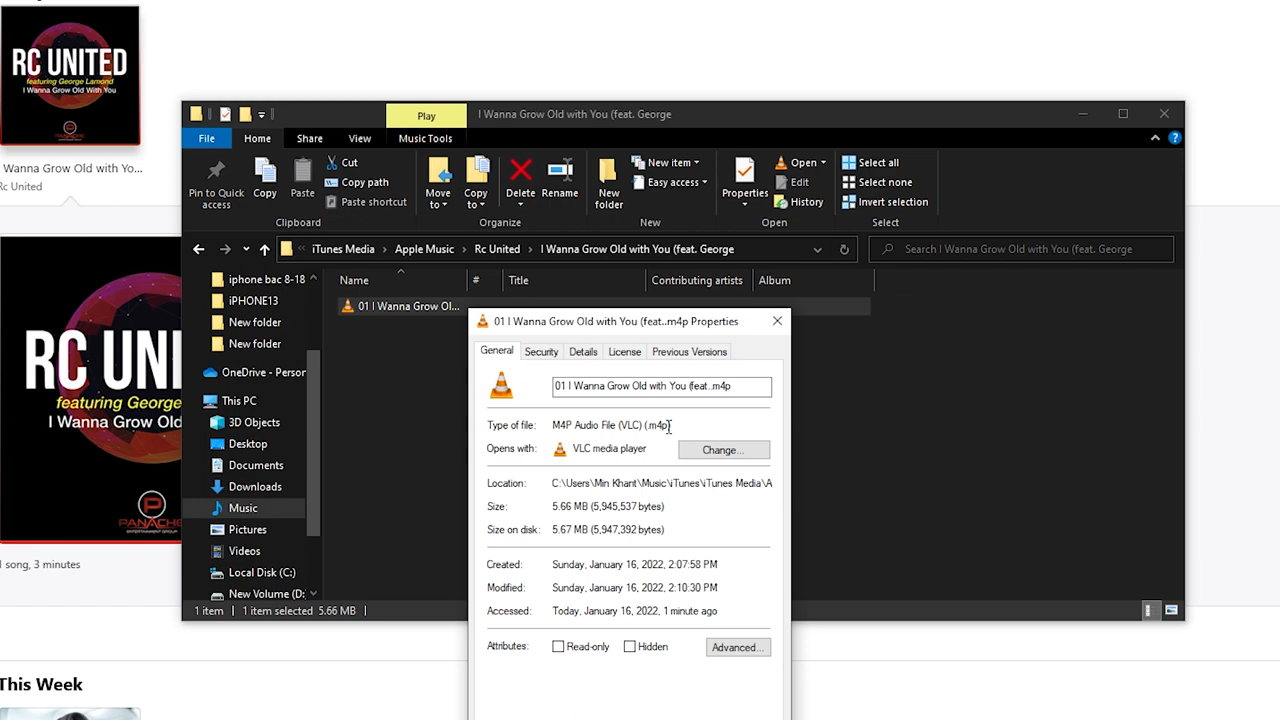 RC UNITED
featuring George Lamond
I Wanna Grow Old With You
Wanna Grow Old with Yo...
Rc United
RC UN
featuring George
I Wanna Grow Old
PANACHE
ENTERTAINMENT GROUP
song, 3 minutes
This Week
Play
I Wanna Grow Old with You (feat. George
File
Home
Share
View
Music Tools
Pin to Quick access
Copy
Paste
Cut
Copy path
Paste shortcut
Clipboard
Move to
Copy to
Delete
Rename
Organize
New folder
New item
Easy access
New
Properties
Open
Edit
History
Open
Select all
Select none
Invert selection
Select
iTunes Media
Apple Music
Rc United
I Wanna Grow Old with You (feat. George
Search I Wanna Grow Old with You (feat. George
iphone bac 8-18
iPHONE13
New folder
New folder
OneDrive - Person
This PC
3D Objects
Desktop
Documents
Downloads
Music
Pictures
Videos
Local Disk (C:)
New Volume (D:
Name
#
Title
Contributing artists
Album
01 I Wanna Grow Ol...
1 item
1 item selected 5.66 MB
01 I Wanna Grow Old with You (feat..m4p Properties
General
Security
Details
License
Previous Versions
01 I Wanna Grow Old with You (feat..m4p
Type of file: M4P Audio File (VLC) (.m4p)
Opens with: VLC media player
Change...
Location: C:\Users\Min Khant\Music\iTunes\iTunes Media\A
Size: 5.66 MB (5,945,537 bytes)
Size on disk: 5.67 MB (5,947,392 bytes)
Created: Sunday, January 16, 2022, 2:07:58 PM
Modified: Sunday, January 16, 2022, 2:10:30 PM
Accessed: Today, January 16, 2022, 1 minute ago
Attributes: Read-only Hidden
Advanced...